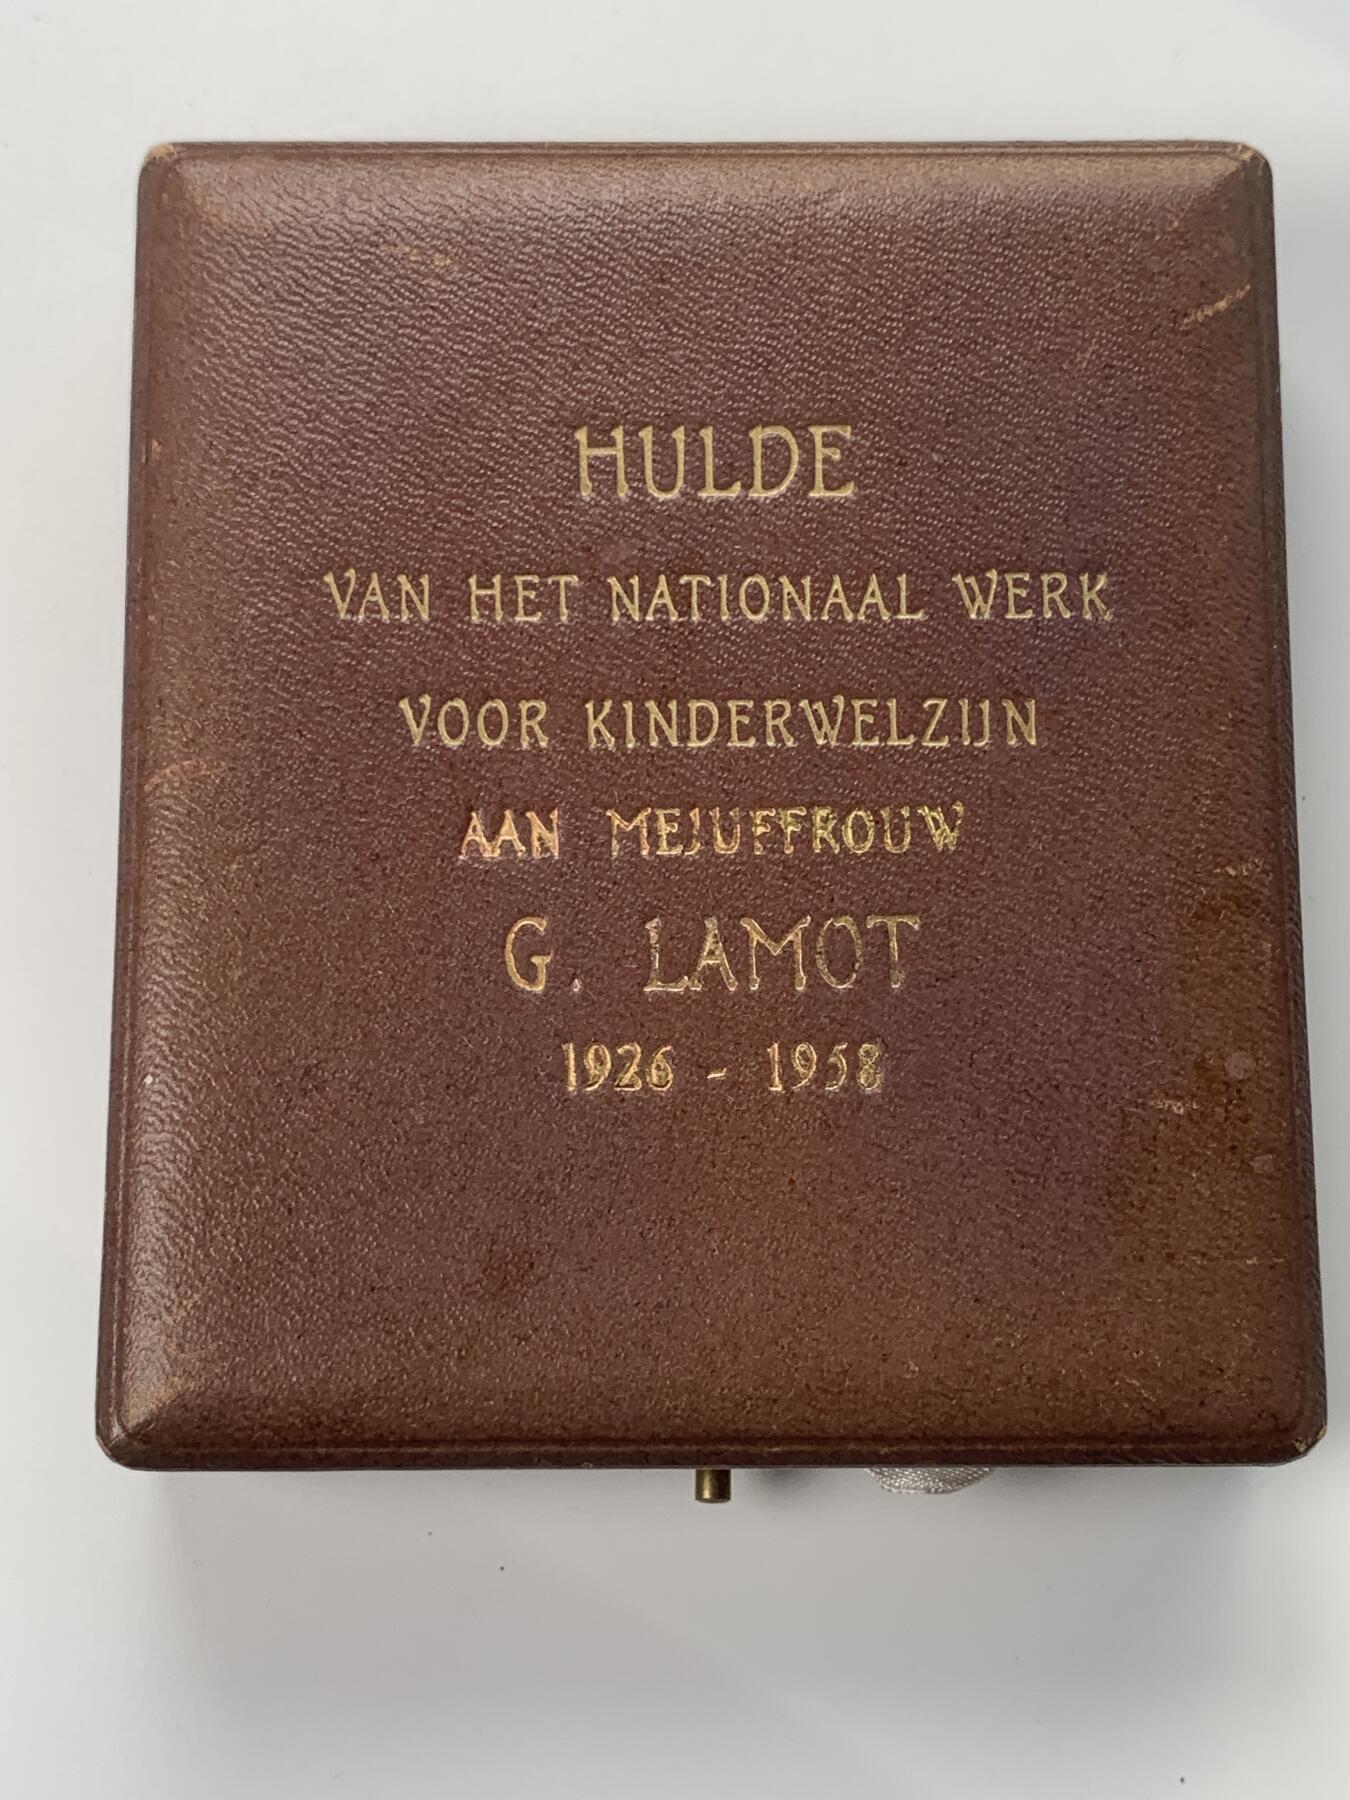 HULDE
VAN HET NATIONAAL WERK
VOOR KINDERWELZIJN
AAN MEJUFFROUW
G. LAMOT
1926 - 1958